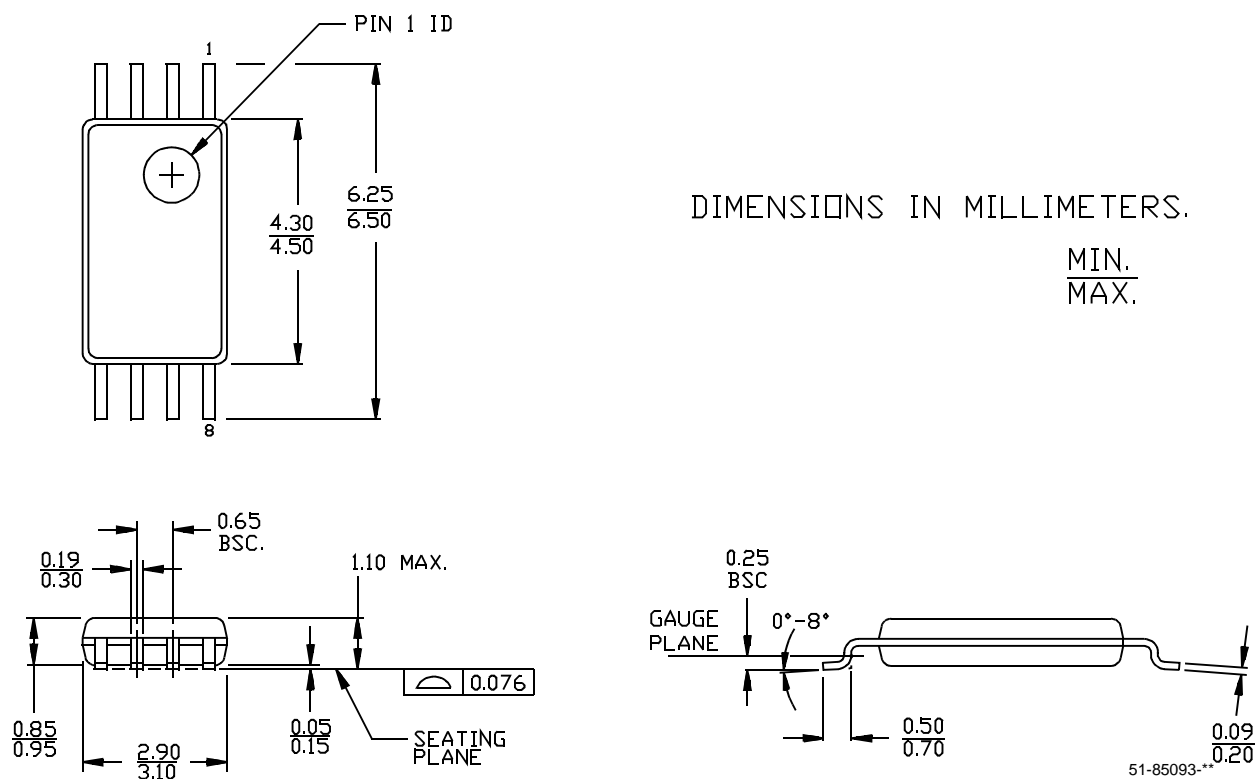 PIN 1 ID
1
6.25
6.50
4.30
4.50
8
DIMENSIONS IN MILLIMETERS.
MIN.
MAX.
0.65
BSC.
0.19
0.30
1.10 MAX.
0.076
0.85
0.95
2.90
3.10
0.05
0.15
SEATING
PLANE
0.25
BSC
GAUGE
PLANE
0°-8°
0.50
0.70
0.09
0.20
51-85093-**